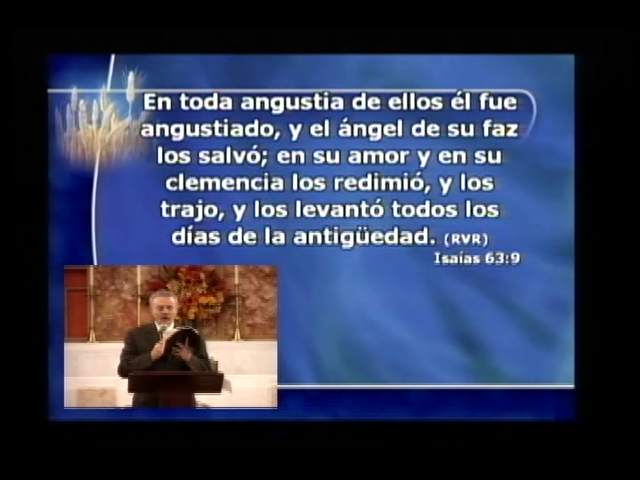 En toda angustia de ellos él fue
angustiado, y el ángel de su faz
los salvó; en su amor y en su
clemencia los redimió, y los
trajo, y los levantó todos los
días de la antigüedad. (RVR)
Isaías 63:9